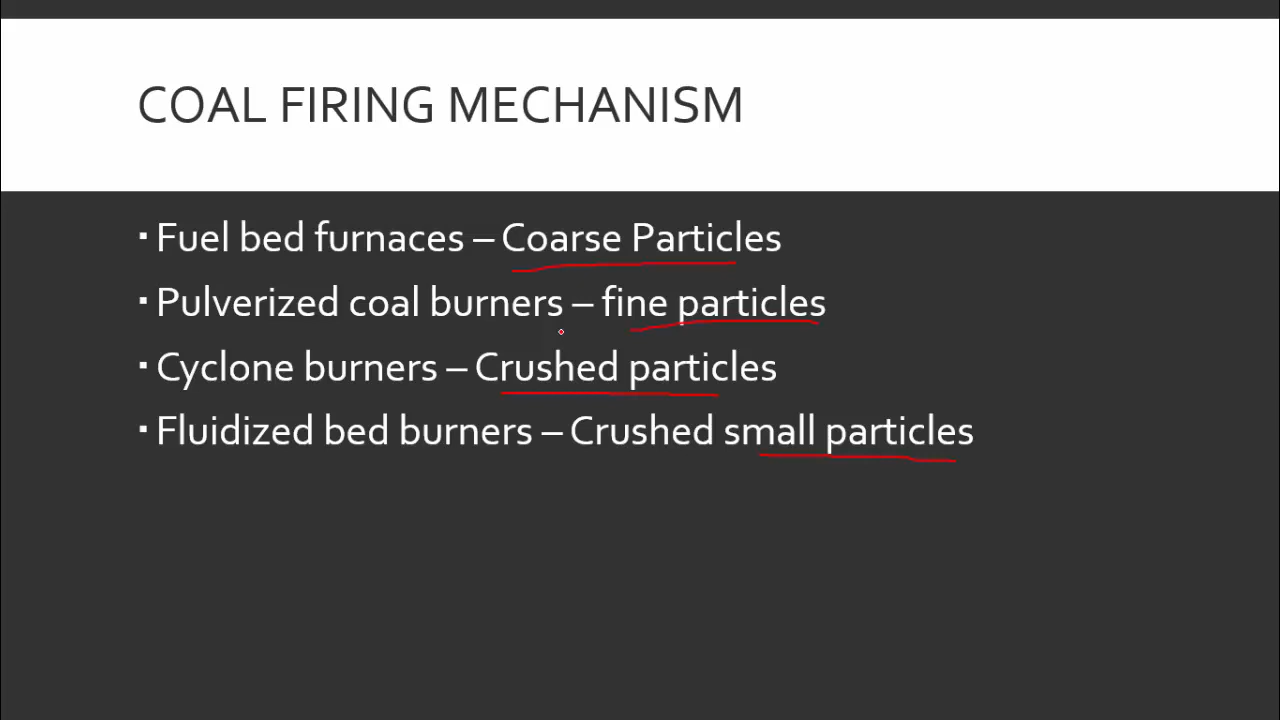 COAL FIRING MECHANISM
▪ Fuel bed furnaces – Coarse Particles
▪ Pulverized coal burners – fine particles
▪ Cyclone burners – Crushed particles
▪ Fluidized bed burners – Crushed small particles